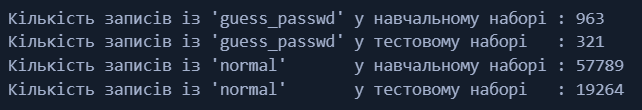 Кількість записів із 'guess_passwd' у навчальному наборі : 963
Кількість записів із 'guess_passwd' у тестовому наборі   : 321
Кількість записів із 'normal'       у навчальному наборі : 57789
Кількість записів із 'normal'       у тестовому наборі   : 19264